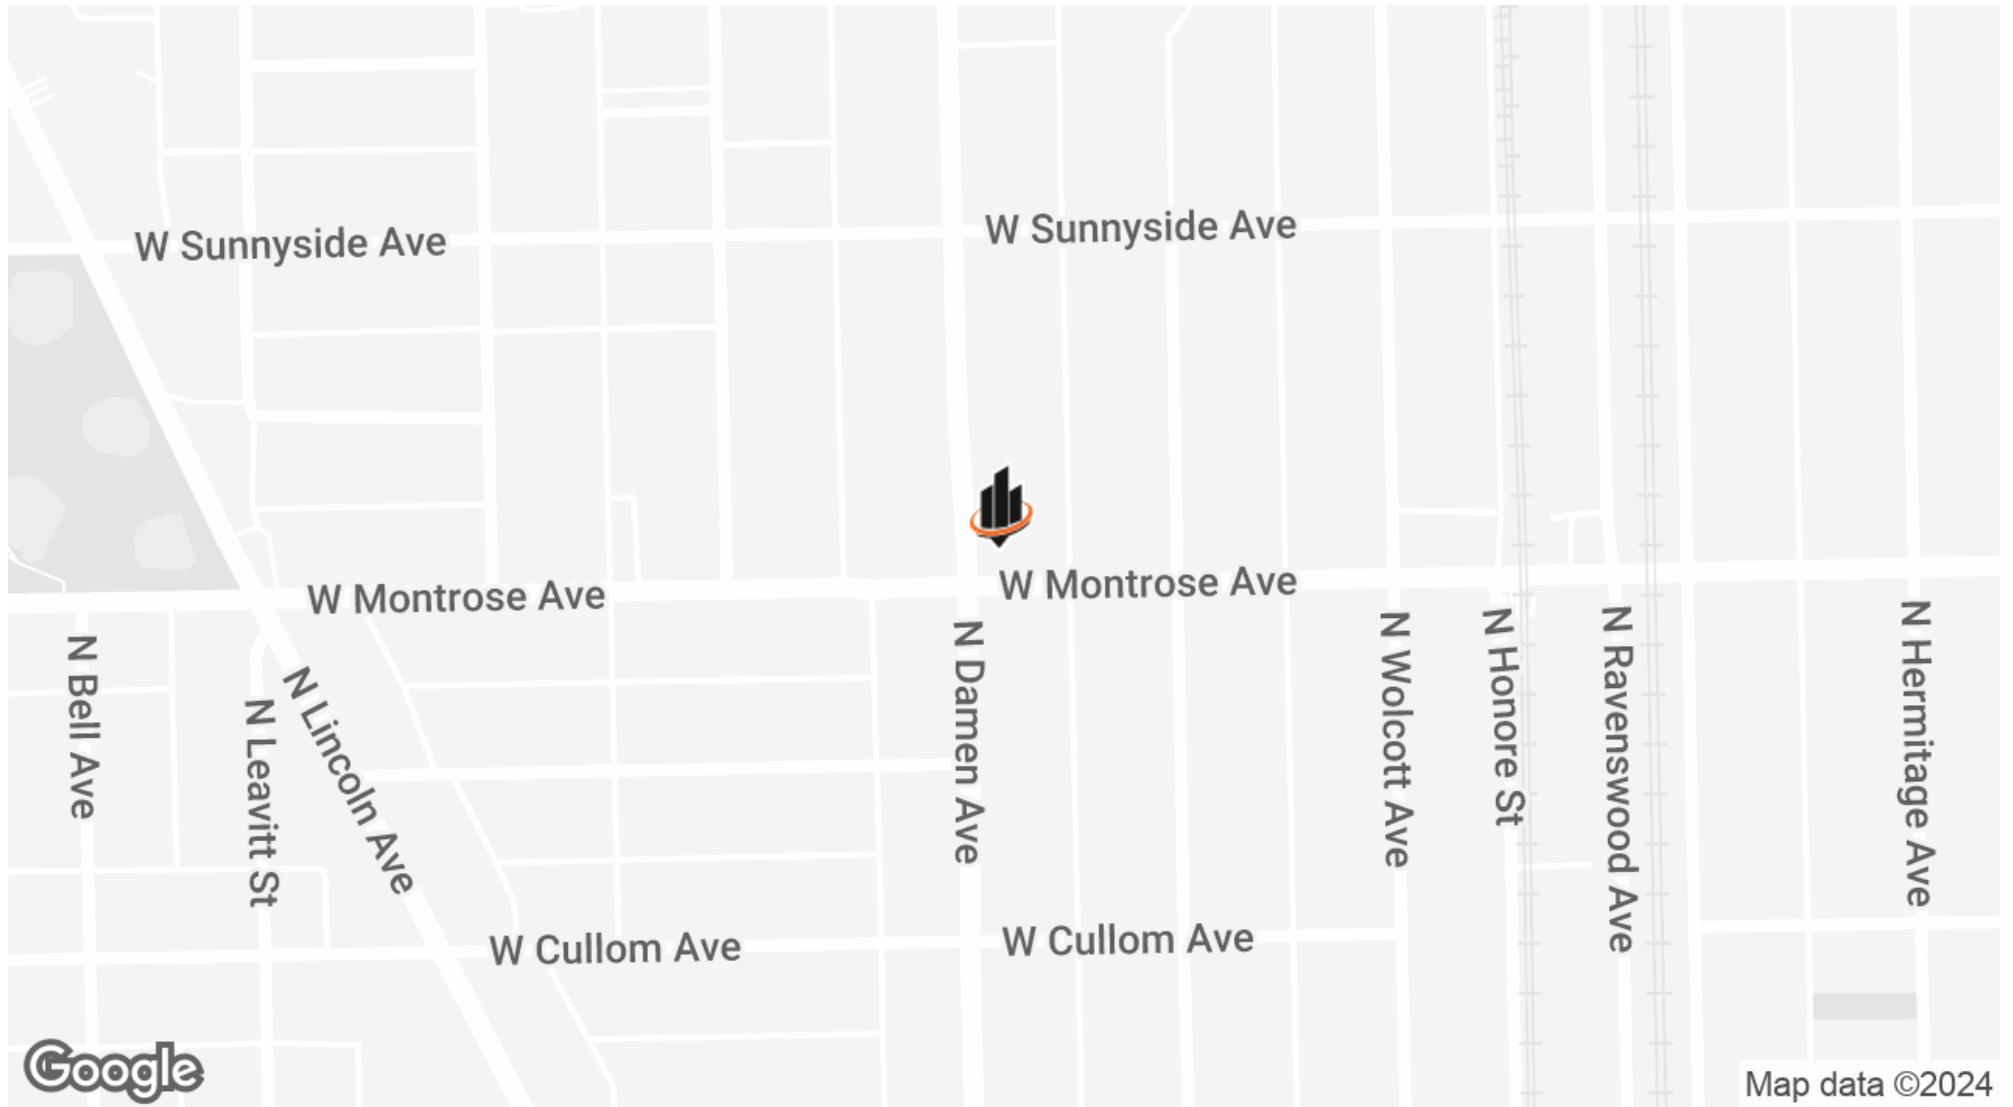 W Sunnyside Ave
W Sunnyside Ave
W Montrose Ave
W Montrose Ave
N Bell Ave
N Leavitt St
N Lincoln Ave
N Damen Ave
N Wolcott Ave
N Honore St
N Ravenswood Ave
N Hermitage Ave
W Cullom Ave
W Cullom Ave
Google
Map data ©2024